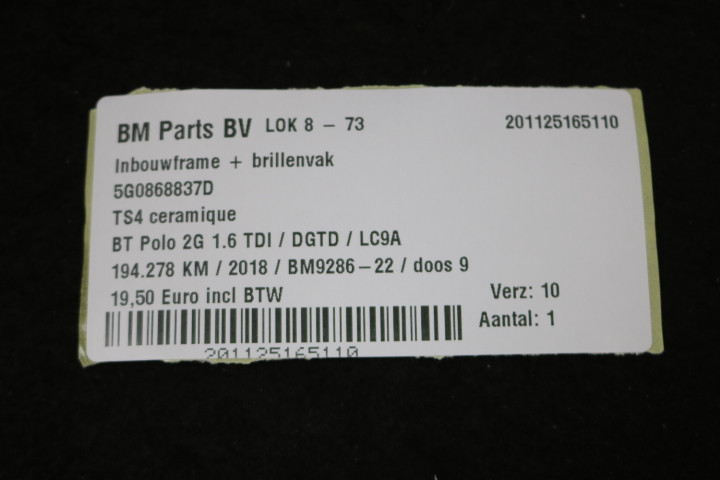 BM Parts BV LOK 8 - 73 201125165110
Inbouwframe + brillenvak
5G0868837D
TS4 ceramique
BT Polo 2G 1.6 TDI / DGTD / LC9A
194.278 KM / 2018 / BM9286-22 / doos 9
19,50 Euro incl BTW Verz: 10
Aantal: 1
201125165110